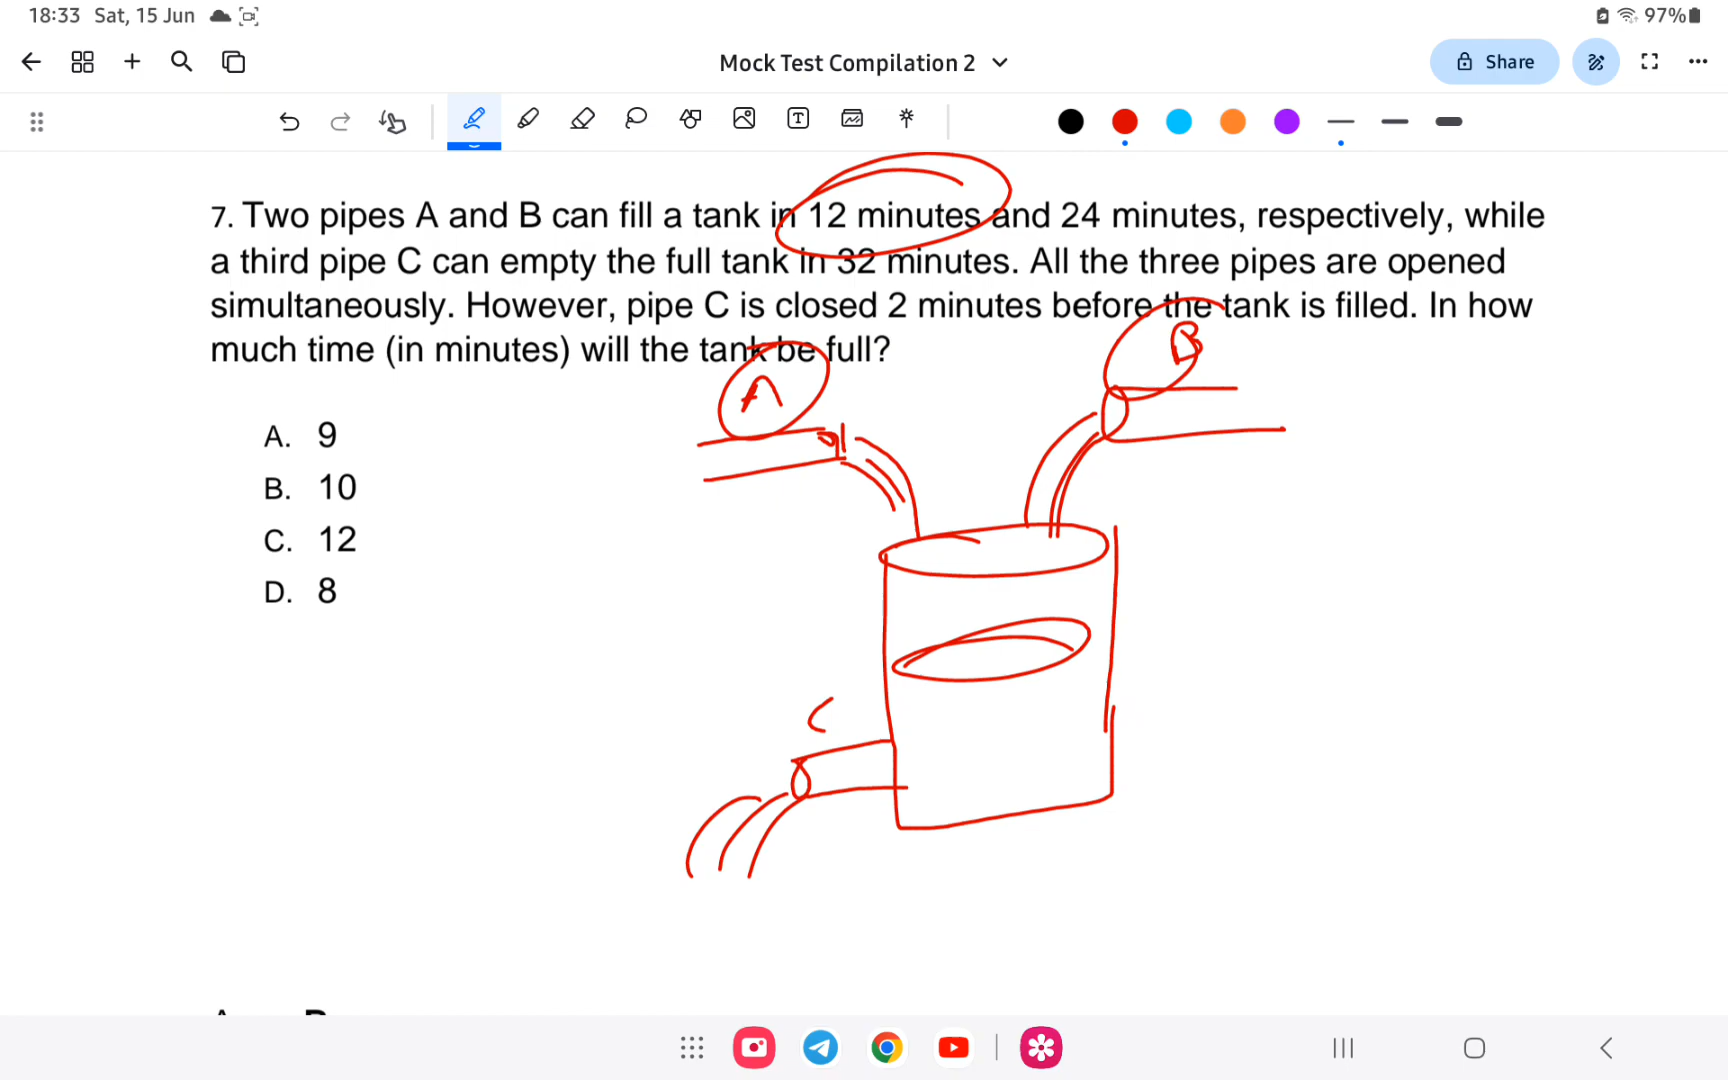 18:33 Sat, 15 Jun
97%
Mock Test Compilation 2
Share
7. Two pipes A and B can fill a tank in 12 minutes and 24 minutes, respectively, while
a third pipe C can empty the full tank in 32 minutes. All the three pipes are opened
simultaneously. However, pipe C is closed 2 minutes before the tank is filled. In how
much time (in minutes) will the tank be full?
A
B
A. 9
B. 10
C. 12
D. 8
C